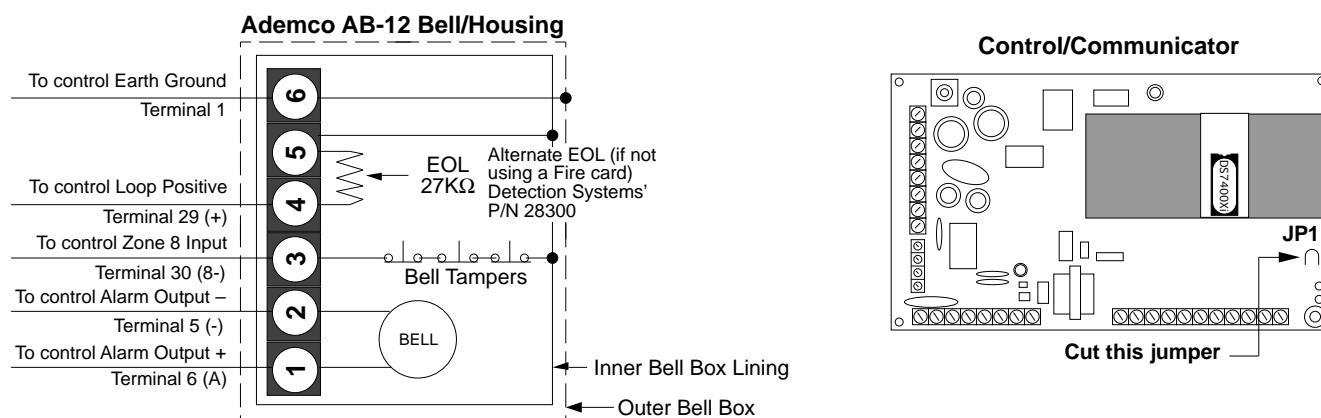 Ademco AB-12 Bell/Housing
To control Earth Ground
Terminal 1
To control Loop Positive
Terminal 29 (+)
To control Zone 8 Input
Terminal 30 (8-)
To control Alarm Output –
Terminal 5 (-)
To control Alarm Output +
Terminal 6 (A)
6
5
4
3
2
1
EOL
27KΩ
Alternate EOL (if not
using a Fire card)
Detection Systems'
P/N 28300
Bell Tampers
BELL
Inner Bell Box Lining
Outer Bell Box
Control/Communicator
DS7400Xi
JP1
Cut this jumper